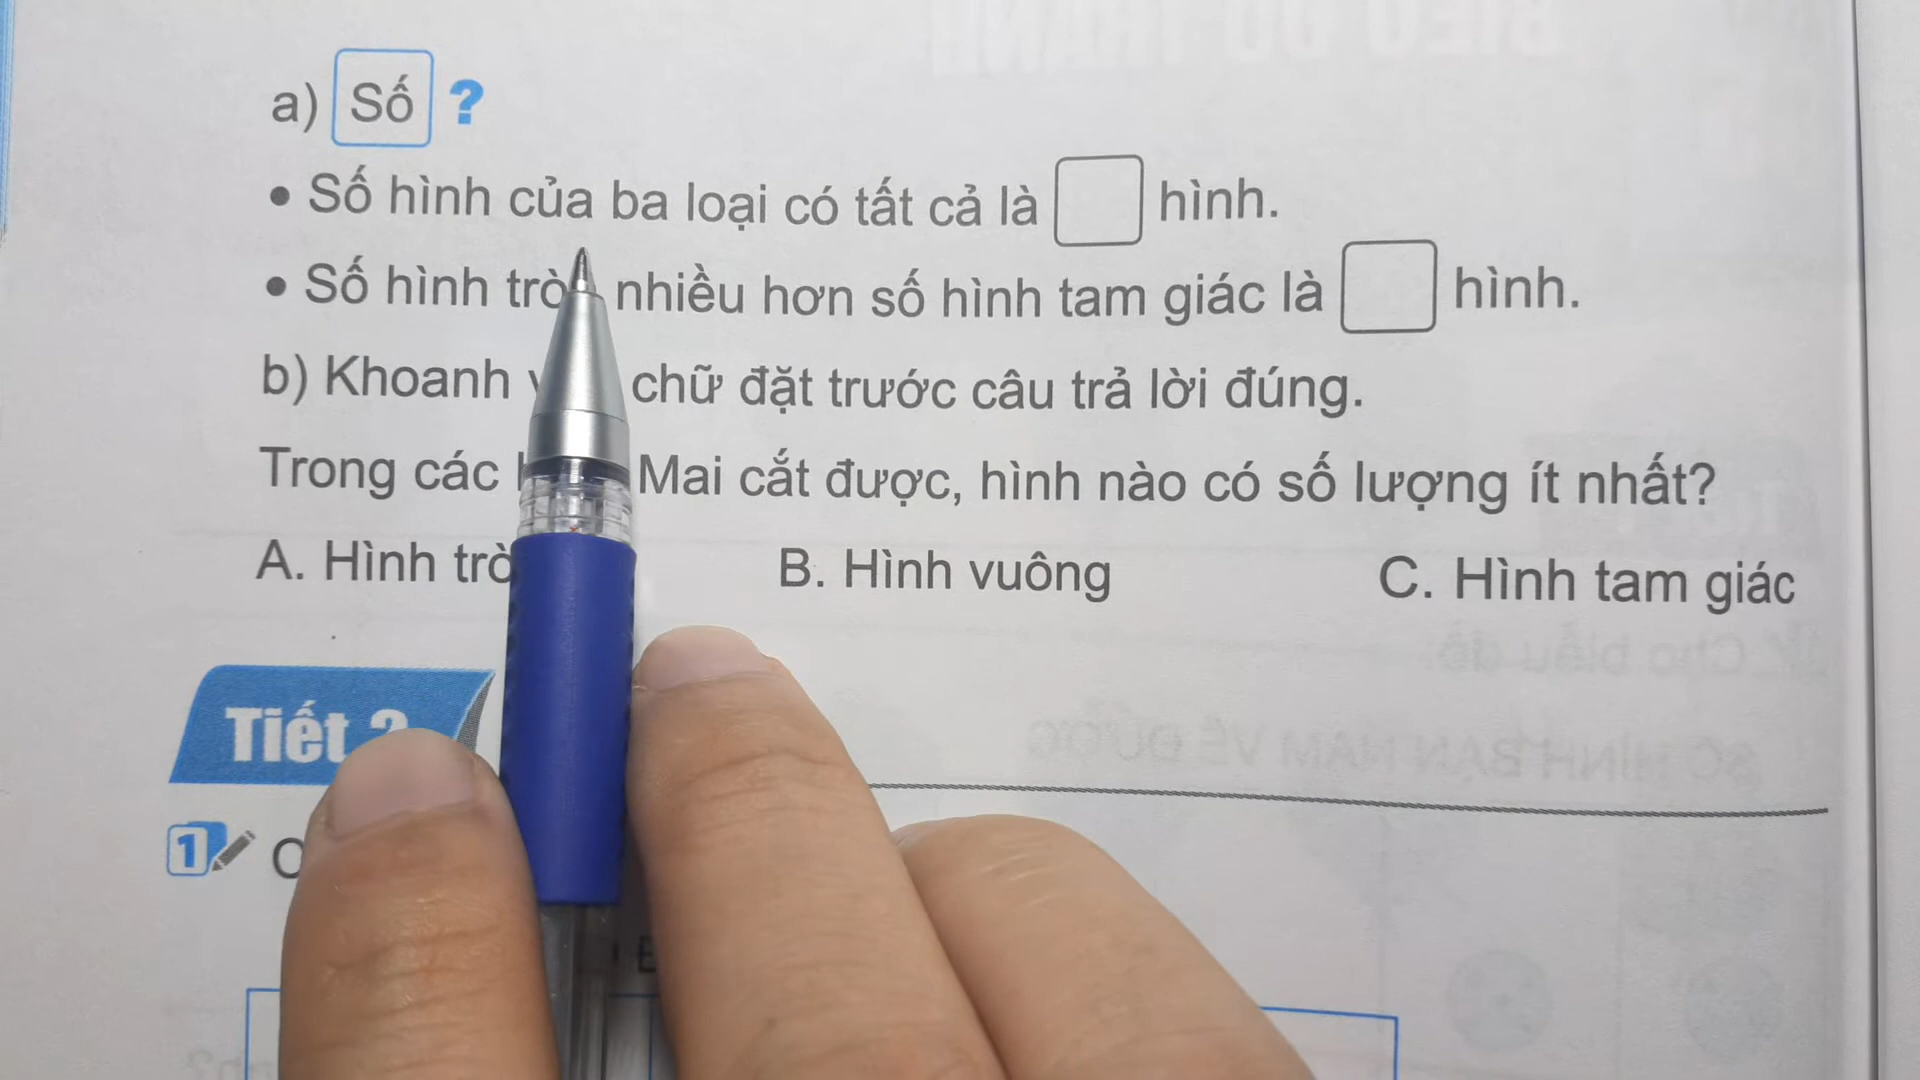 a) Số ?
• Số hình của ba loại có tất cả là hình.
• Số hình nhiều hơn số hình tam giác là hình.
b) Khoanh chữ đặt trước câu trả lời đúng.
Trong các Mai cắt được, hình nào có số lượng ít nhất?
A. Hình B. Hình vuông C. Hình tam giác
Tiết
1